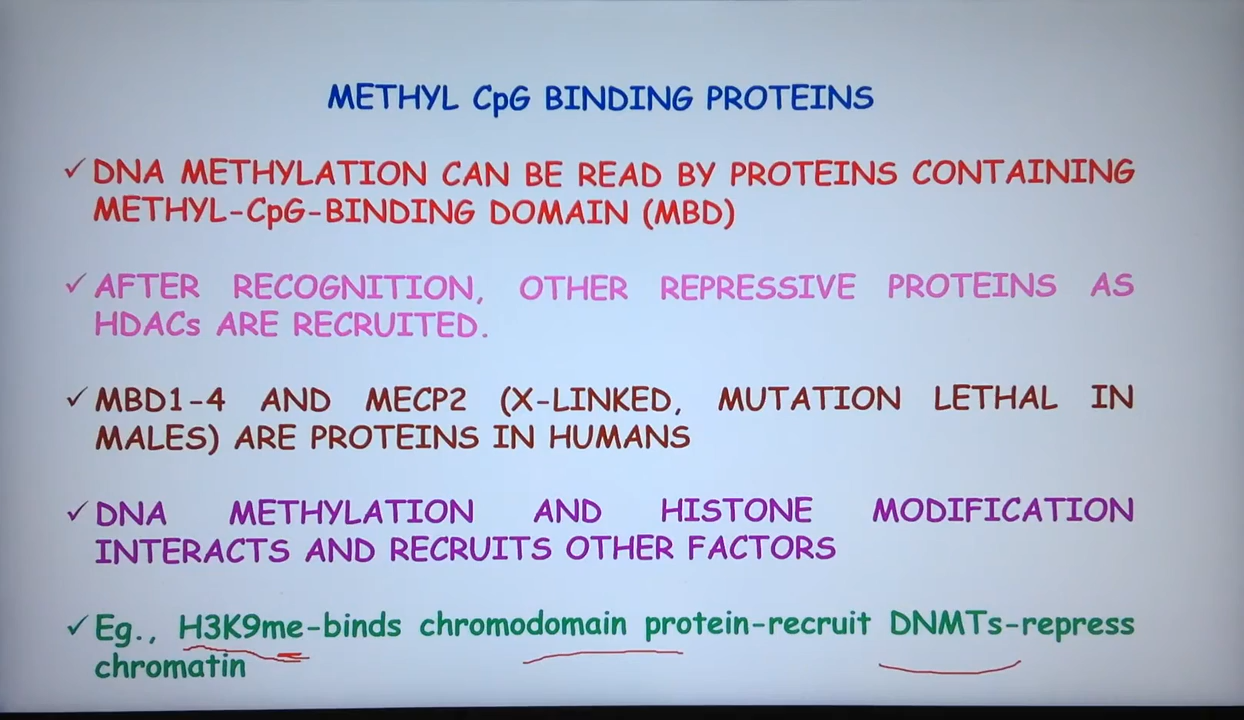 METHYL CpG BINDING PROTEINS
✓ DNA METHYLATION CAN BE READ BY PROTEINS CONTAINING
METHYL-CpG-BINDING DOMAIN (MBD)
✓ AFTER RECOGNITION, OTHER REPRESSIVE PROTEINS AS
HDACs ARE RECRUITED.
✓ MBD1-4 AND MECP2 (X-LINKED, MUTATION LETHAL IN
MALES) ARE PROTEINS IN HUMANS
✓ DNA METHYLATION AND HISTONE MODIFICATION
INTERACTS AND RECRUITS OTHER FACTORS
✓ Eg., H3K9me-binds chromodomain protein-recruit DNMTs-repress
chromatin